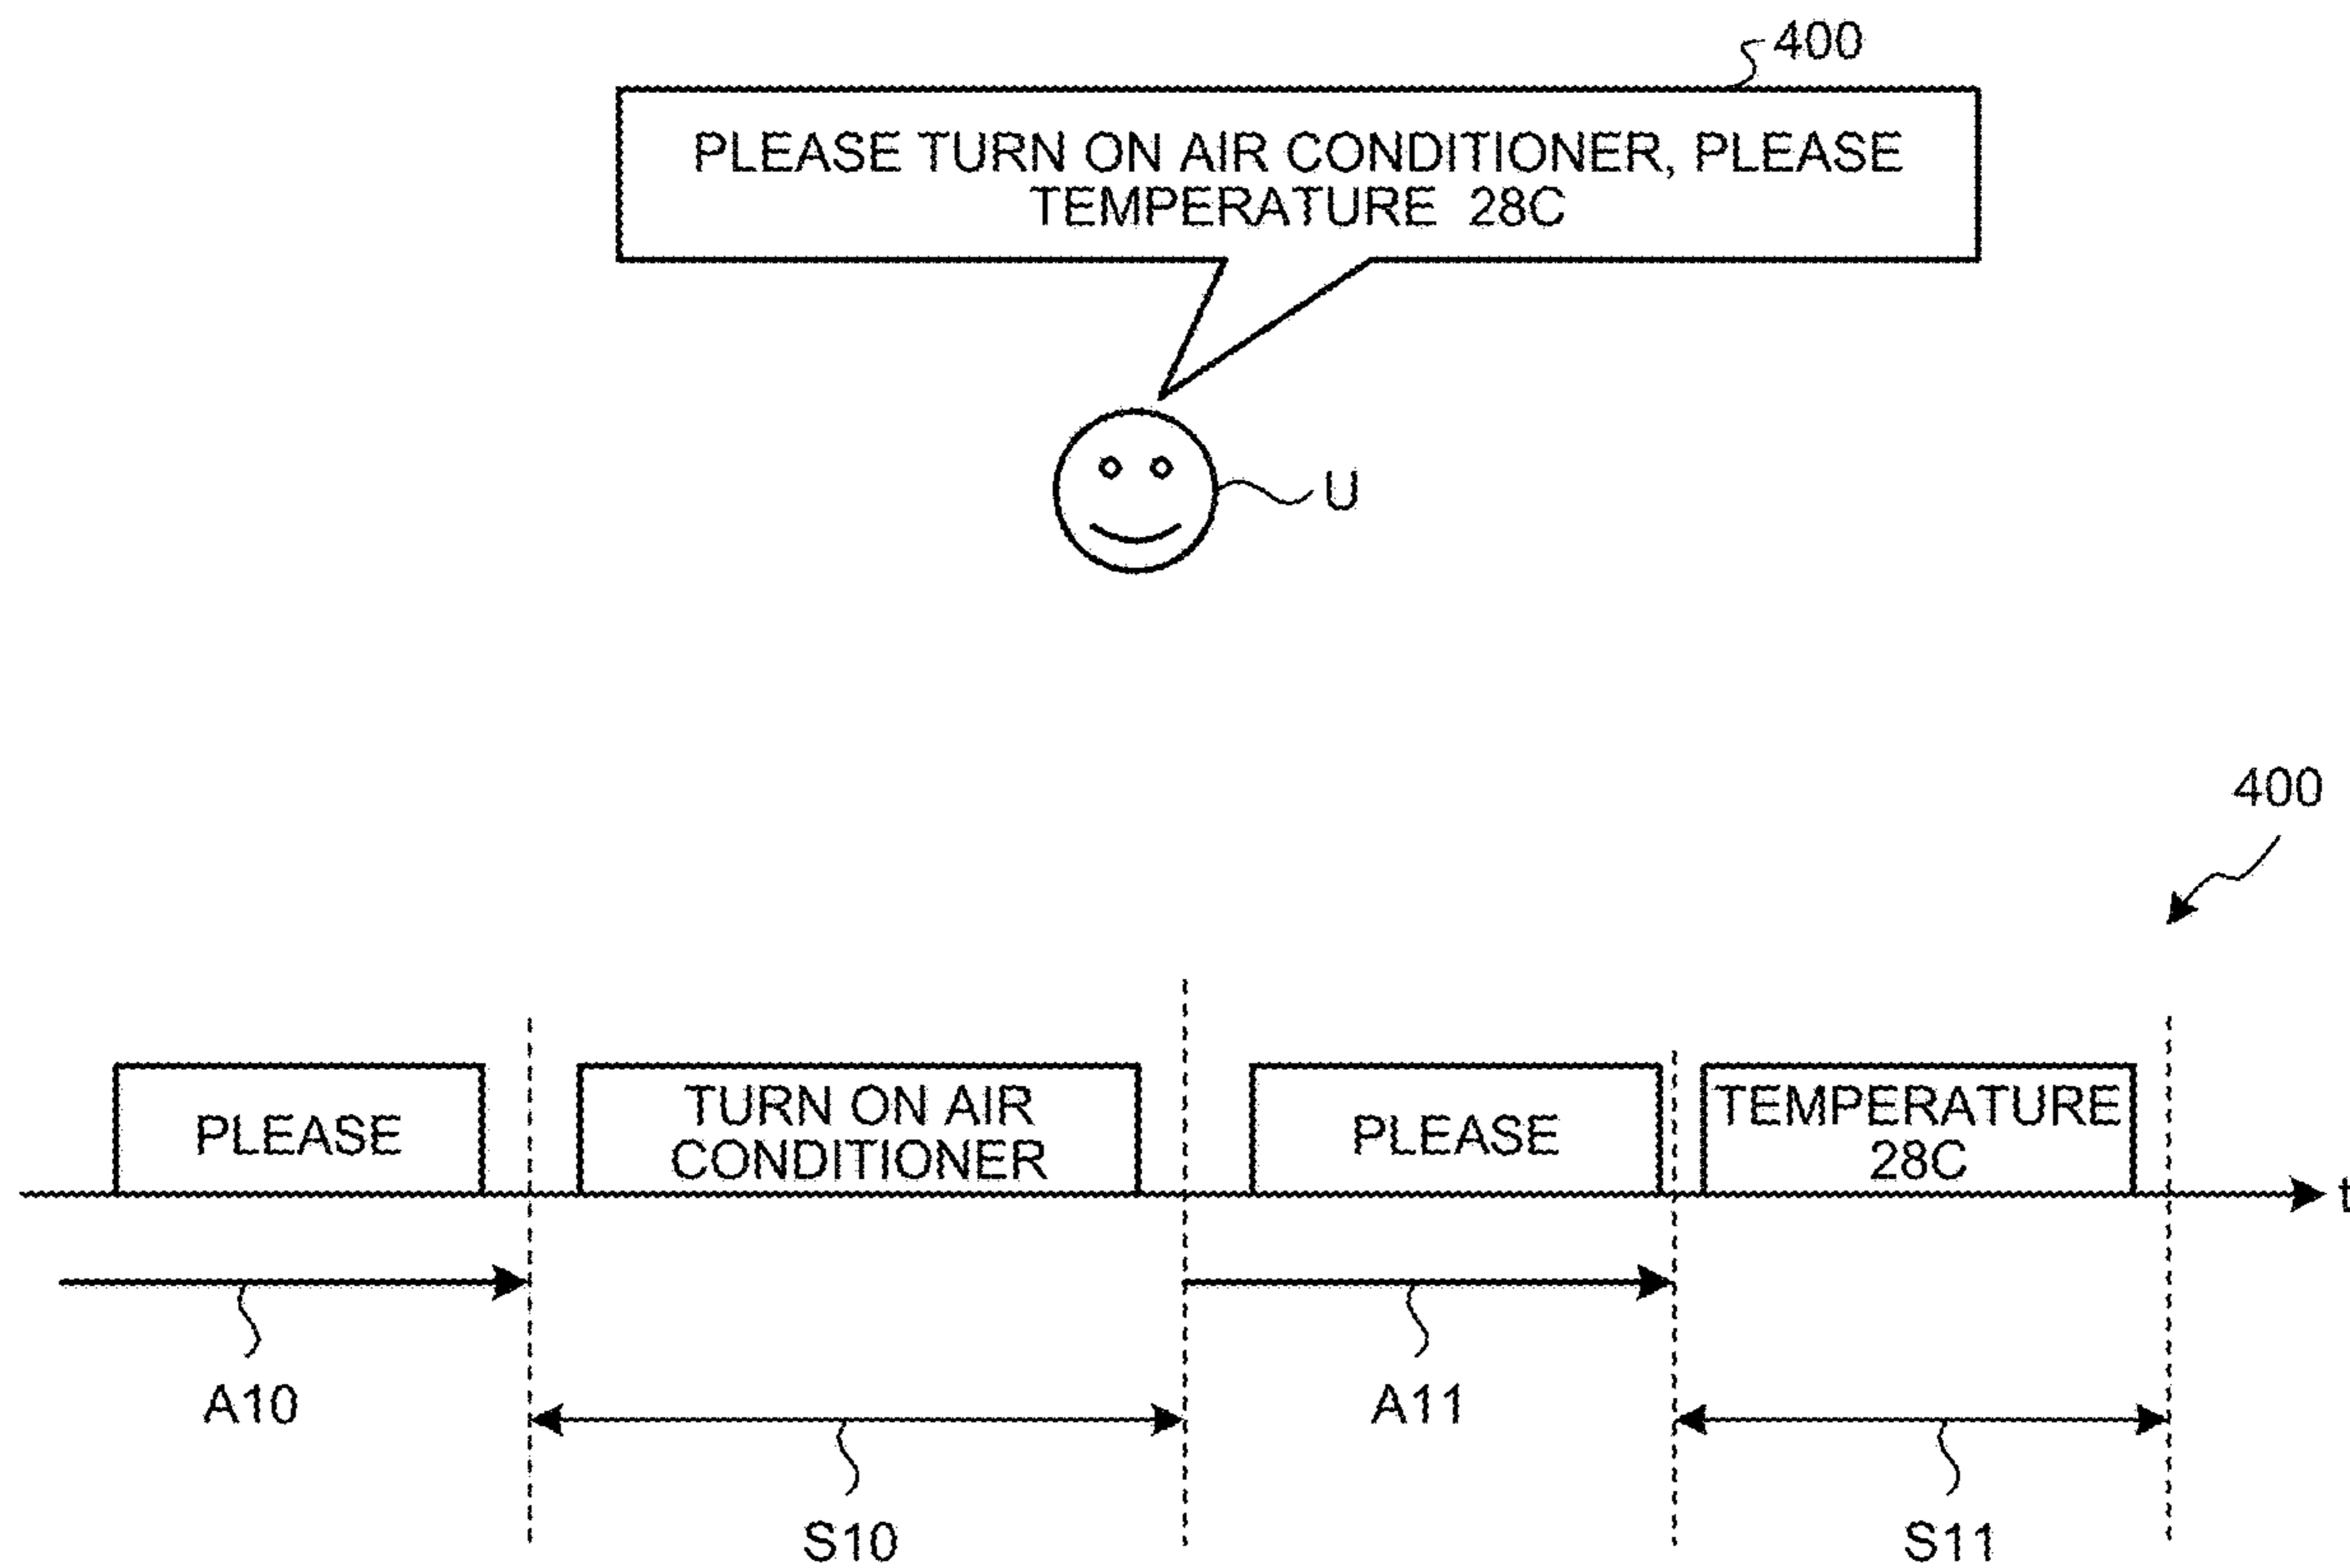 400
PLEASE TURN ON AIR CONDITIONER, PLEASE
TEMPERATURE 28C
U
400
PLEASE
TURN ON AIR
CONDITIONER
PLEASE
TEMPERATURE
28C
t
A10
A11
S10
S11